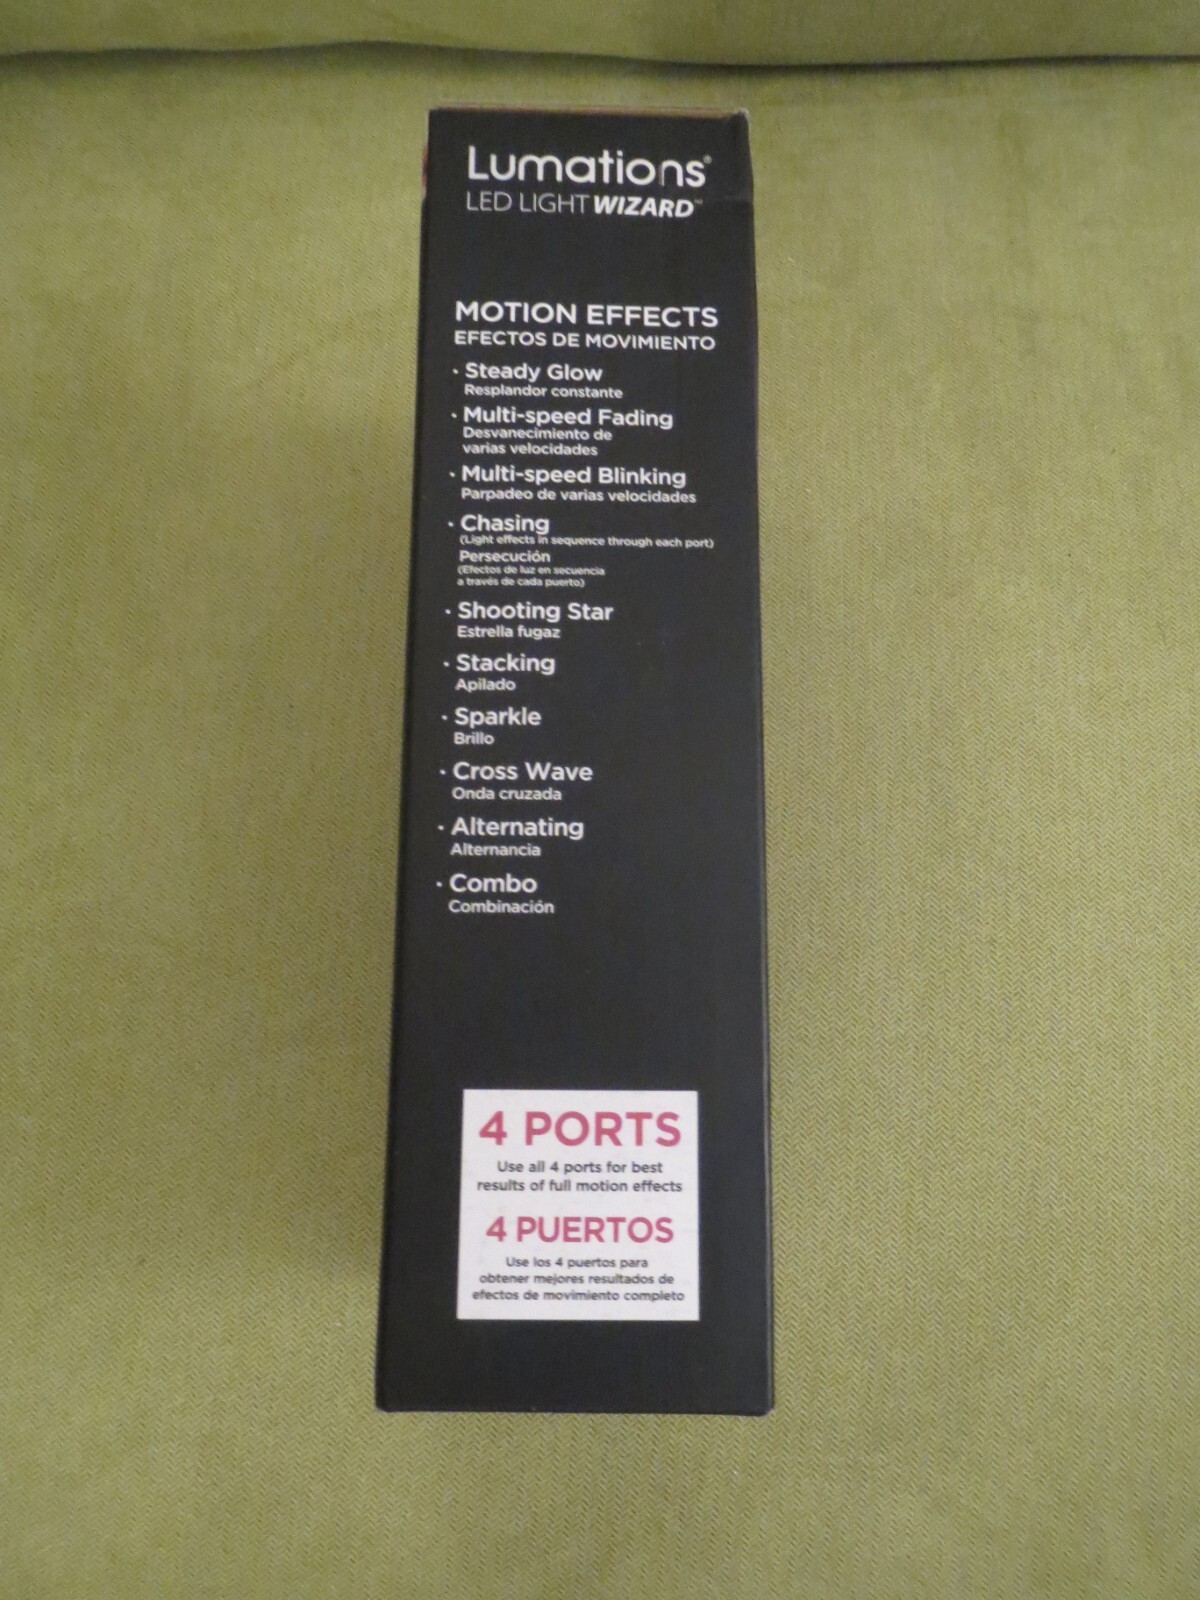 Lumations®
LED LIGHT WIZARD™
MOTION EFFECTS
EFECTOS DE MOVIMIENTO
· Steady Glow
Resplandor constante
· Multi-speed Fading
Desvanecimiento de
varias velocidades
· Multi-speed Blinking
Parpadeo de varias velocidades
· Chasing
(Light effects in sequence through each port)
Persecución
(Efectos de luz en secuencia
a través de cada puerto)
· Shooting Star
Estrella fugaz
· Stacking
Apilado
· Sparkle
Brillo
· Cross Wave
Onda cruzada
· Alternating
Alternancia
· Combo
Combinación
4 PORTS
Use all 4 ports for best
results of full motion effects
4 PUERTOS
Use los 4 puertos para
obtener mejores resultados de
efectos de movimiento completo